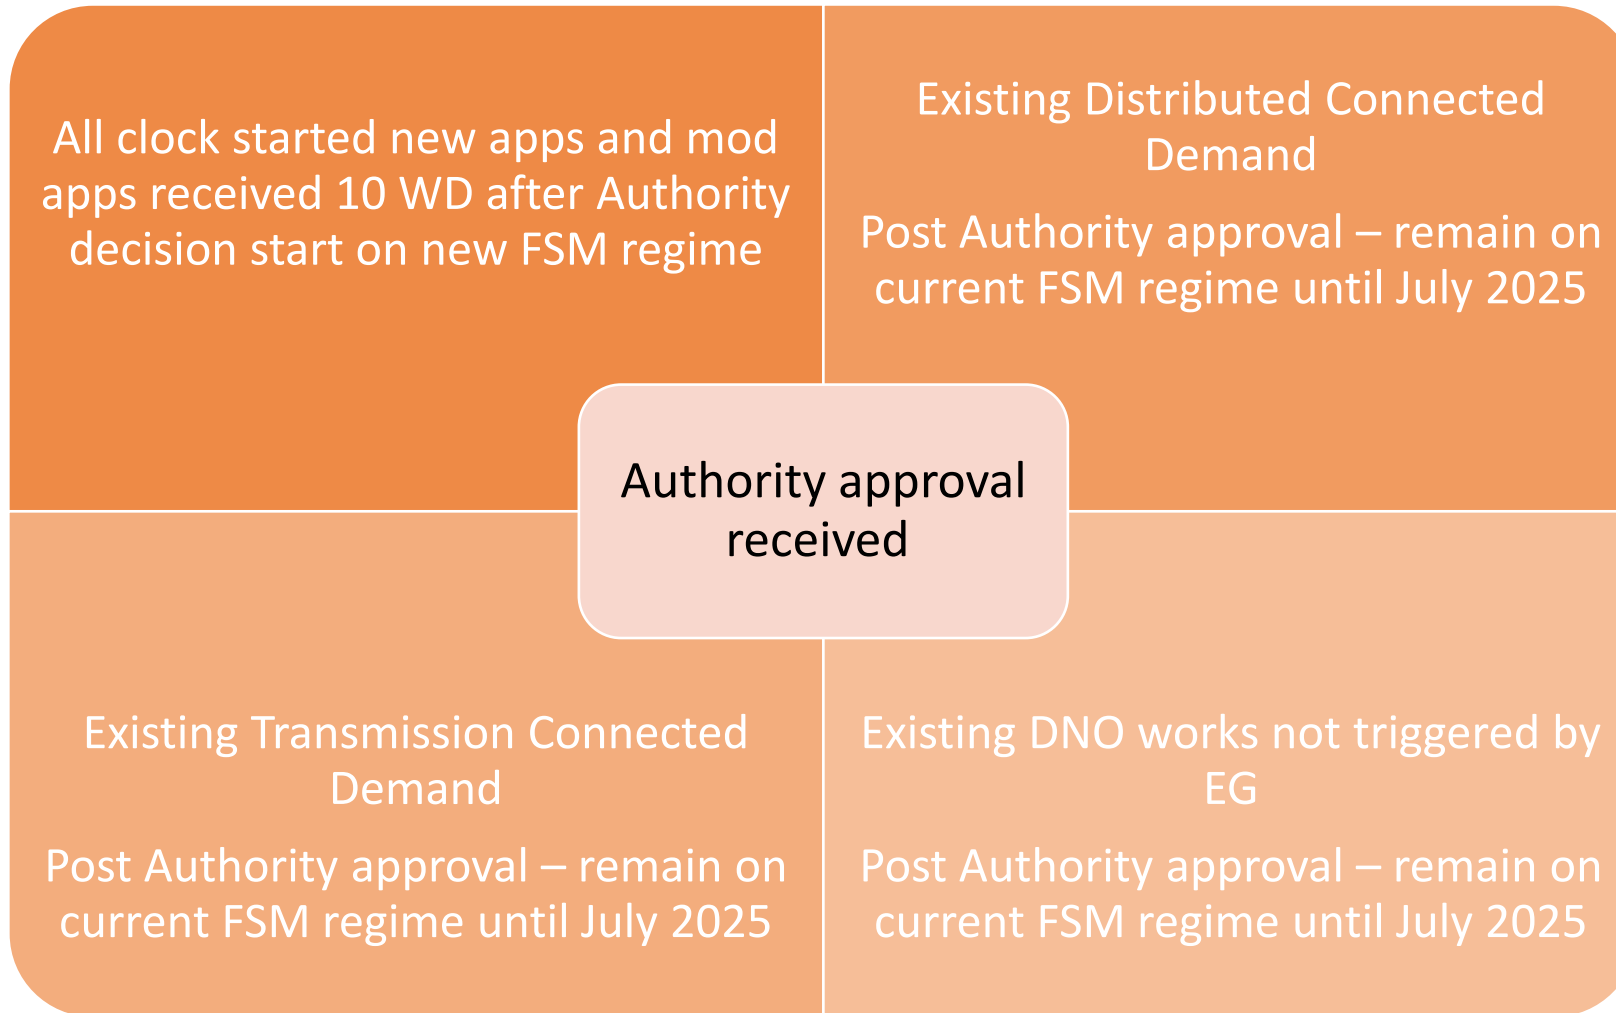 All clock started new apps and mod
apps received 10 WD after Authority
decision start on new FSM regime
Existing Distributed Connected
Demand
Post Authority approval – remain on
current FSM regime until July 2025
Authority approval
received
Existing Transmission Connected
Demand
Post Authority approval – remain on
current FSM regime until July 2025
Existing DNO works not triggered by
EG
Post Authority approval – remain on
current FSM regime until July 2025